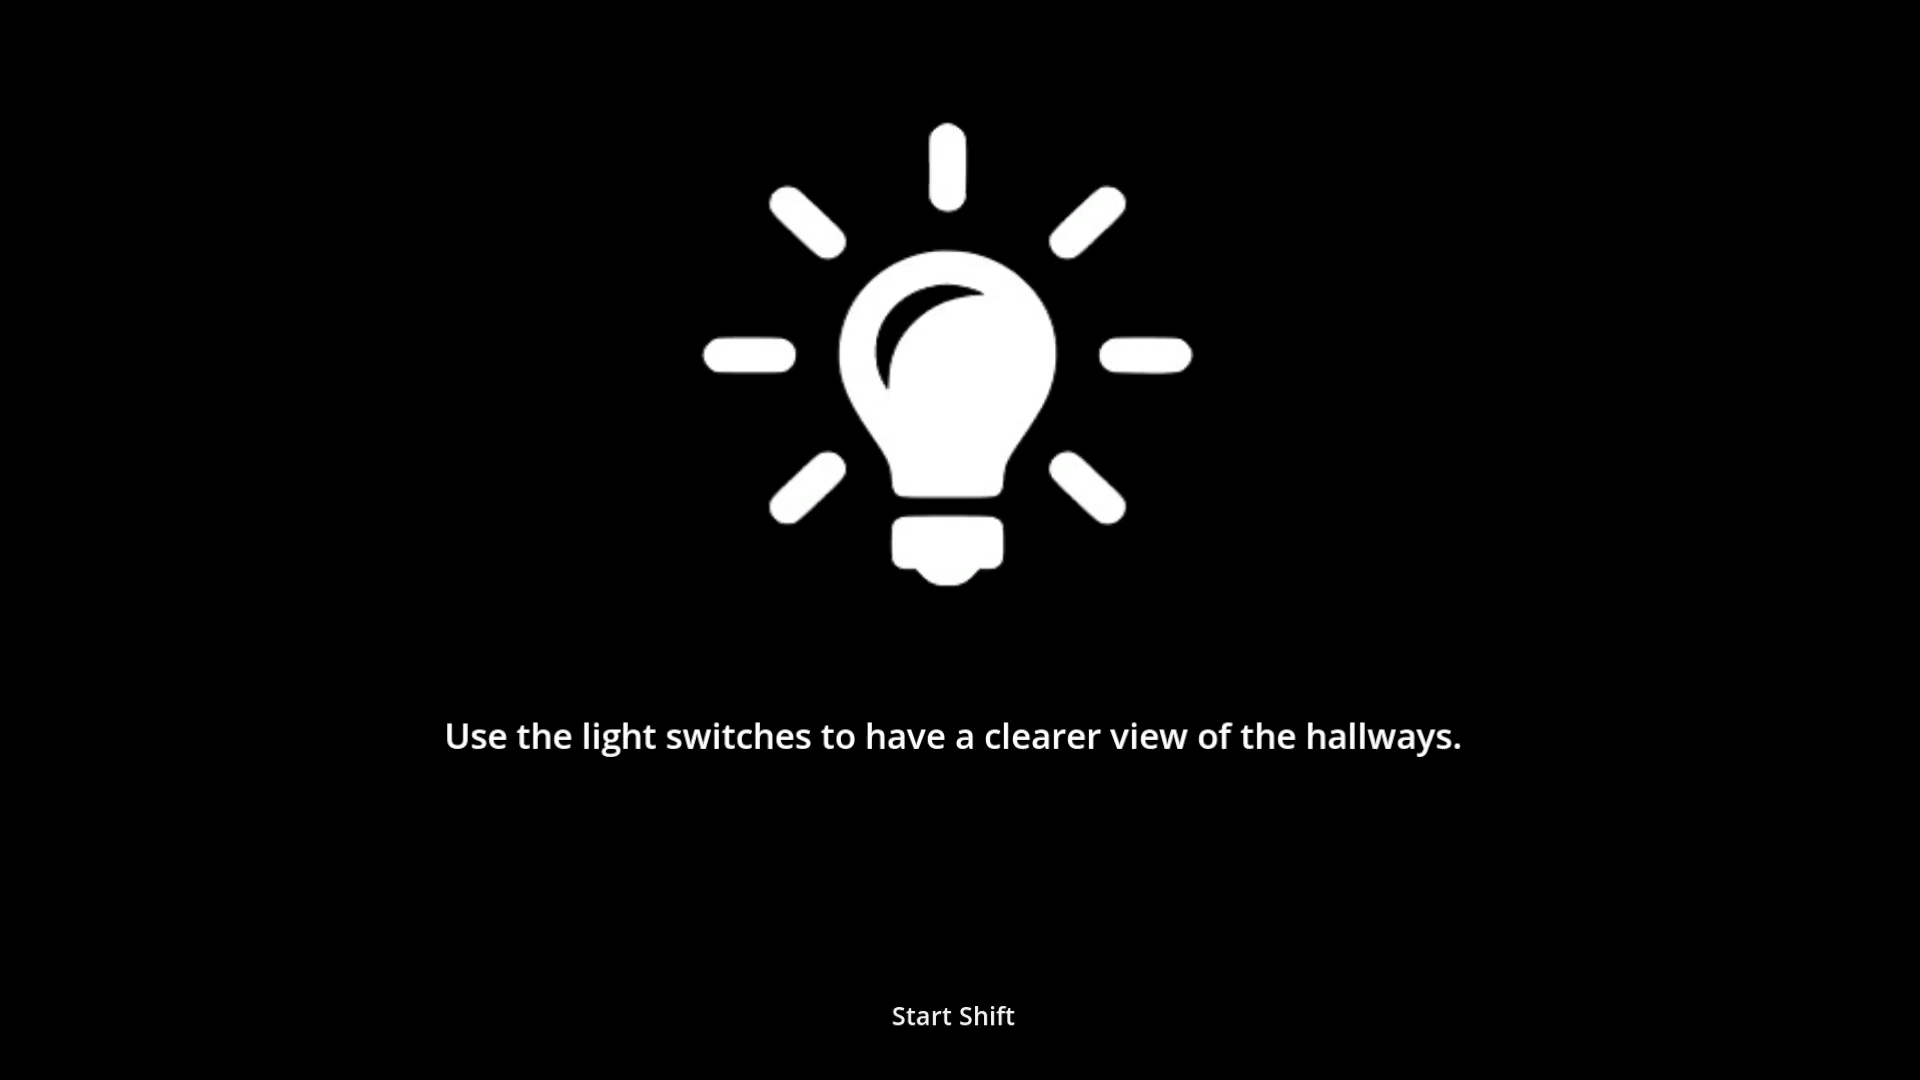 Use the light switches to have a clearer view of the hallways.
Start Shift